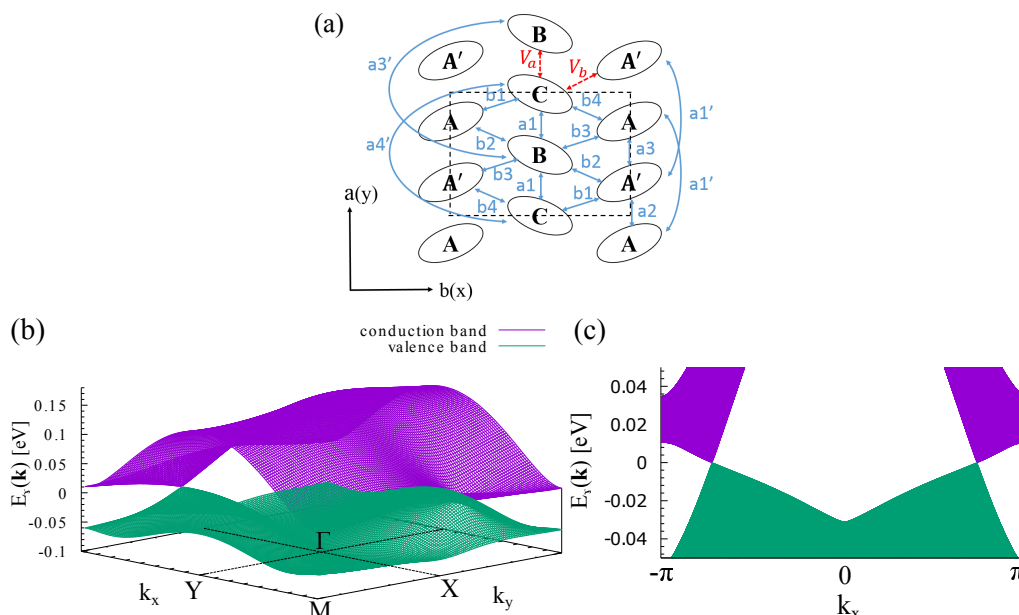 (a)
B
A′
V_a
V_b
A′
a3′
b1
C
b4
a1′
A
a1
b3
A
a4′
b2
B
b2
a3
A′
b3
a1
b1
A′
a1′
b4
C
a2
A
A
a(y)
b(x)
(b)
conduction band
valence band
(c)
E_s(k) [eV]
0.15
0.1
0.05
0
-0.05
-0.1
Γ
k_x
Y
M
X
k_y
E_s(k) [eV]
0.04
0.02
0
-0.02
-0.04
-π
0
π
k_x